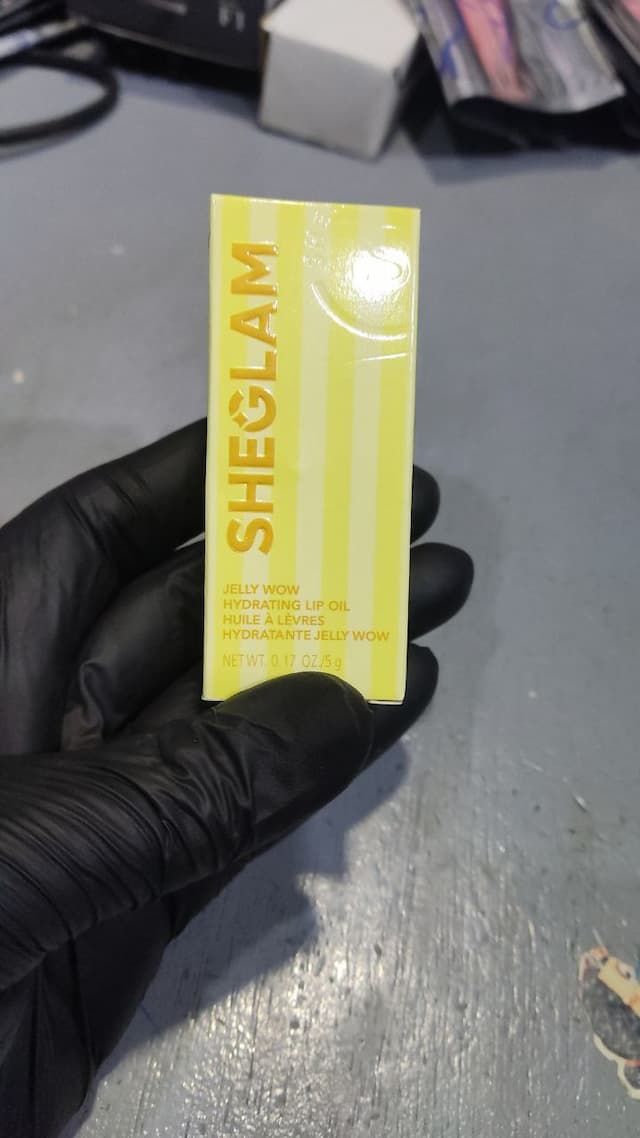 SHEGLAM
JELLY WOW
HYDRATING LIP OIL
HUILE À LÈVRES
HYDRATANTE JELLY WOW
NET WT. 0.17 OZ./5 g